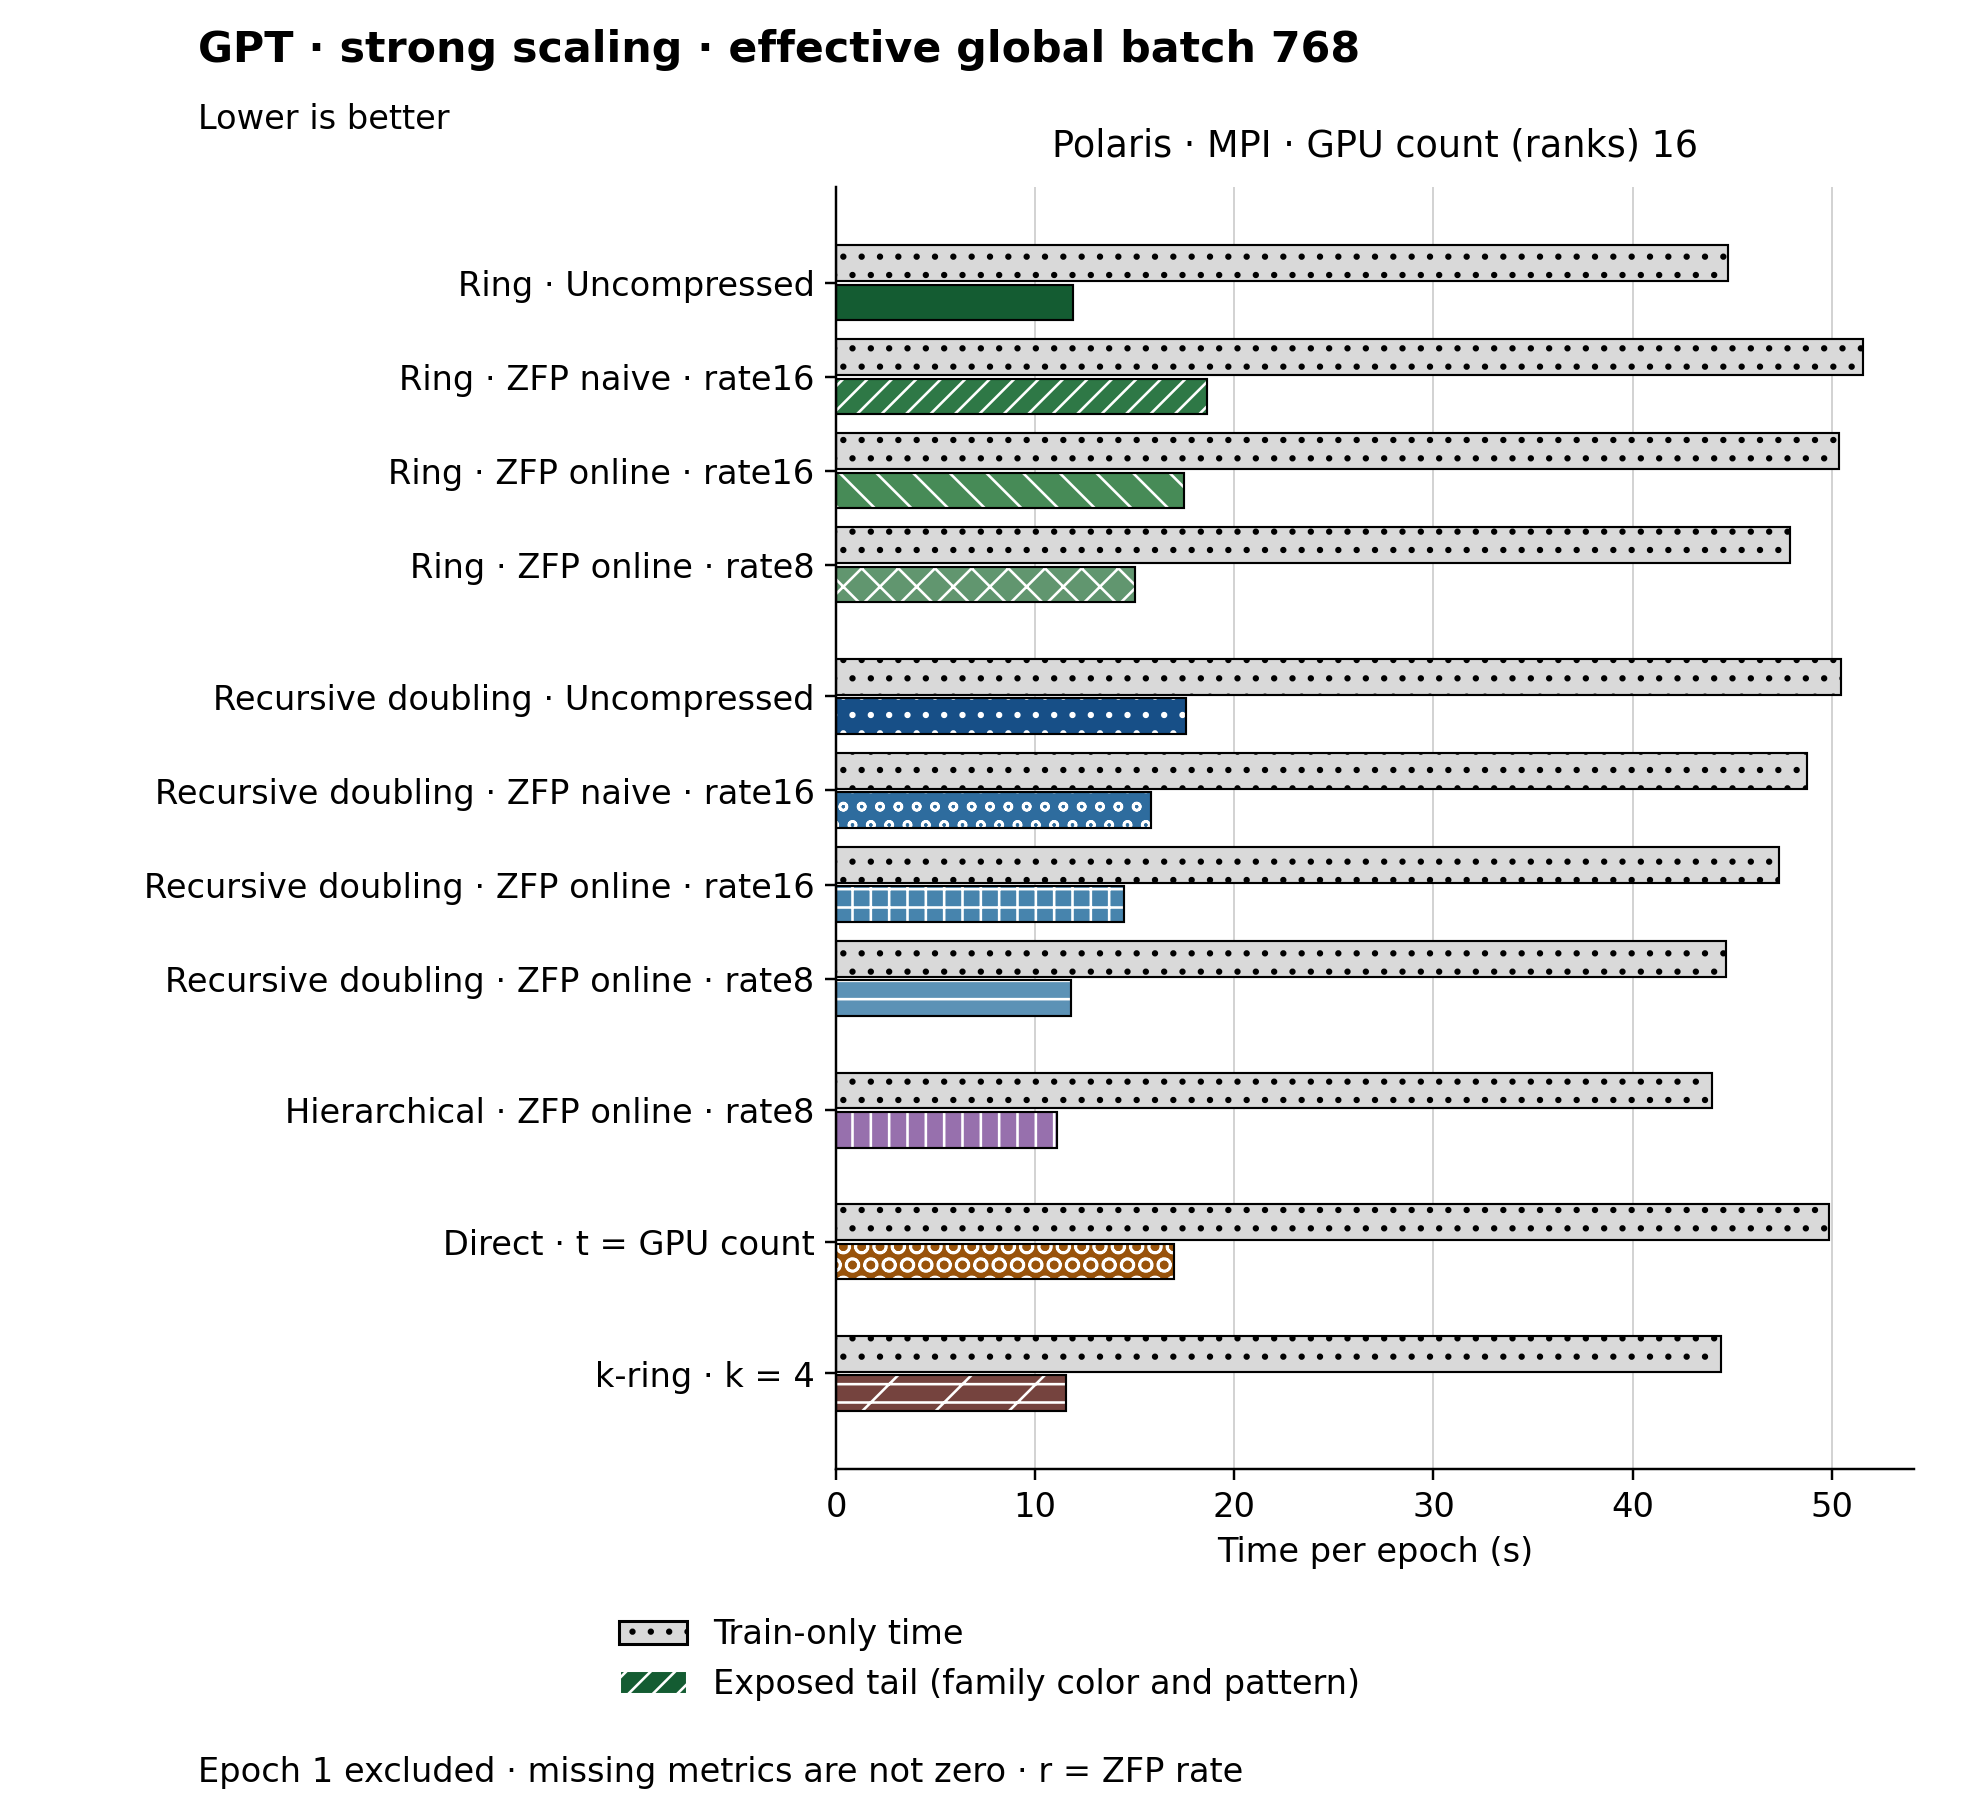 GPT · strong scaling · effective global batch 768
Lower is better
Polaris · MPI · GPU count (ranks) 16
Ring · Uncompressed
Ring · ZFP naive · rate16
Ring · ZFP online · rate16
Ring · ZFP online · rate8
Recursive doubling · Uncompressed
Recursive doubling · ZFP naive · rate16
Recursive doubling · ZFP online · rate16
Recursive doubling · ZFP online · rate8
Hierarchical · ZFP online · rate8
Direct · t = GPU count
k-ring · k = 4
0 10 20 30 40 50
Time per epoch (s)
Train-only time
Exposed tail (family color and pattern)
Epoch 1 excluded · missing metrics are not zero · r = ZFP rate